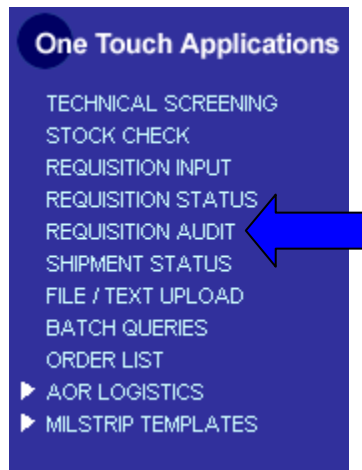 One Touch Applications
TECHNICAL SCREENING
STOCK CHECK
REQUISITION INPUT
REQUISITION STATUS
REQUISITION AUDIT
SHIPMENT STATUS
FILE / TEXT UPLOAD
BATCH QUERIES
ORDER LIST
AOR LOGISTICS
MILSTRIP TEMPLATES